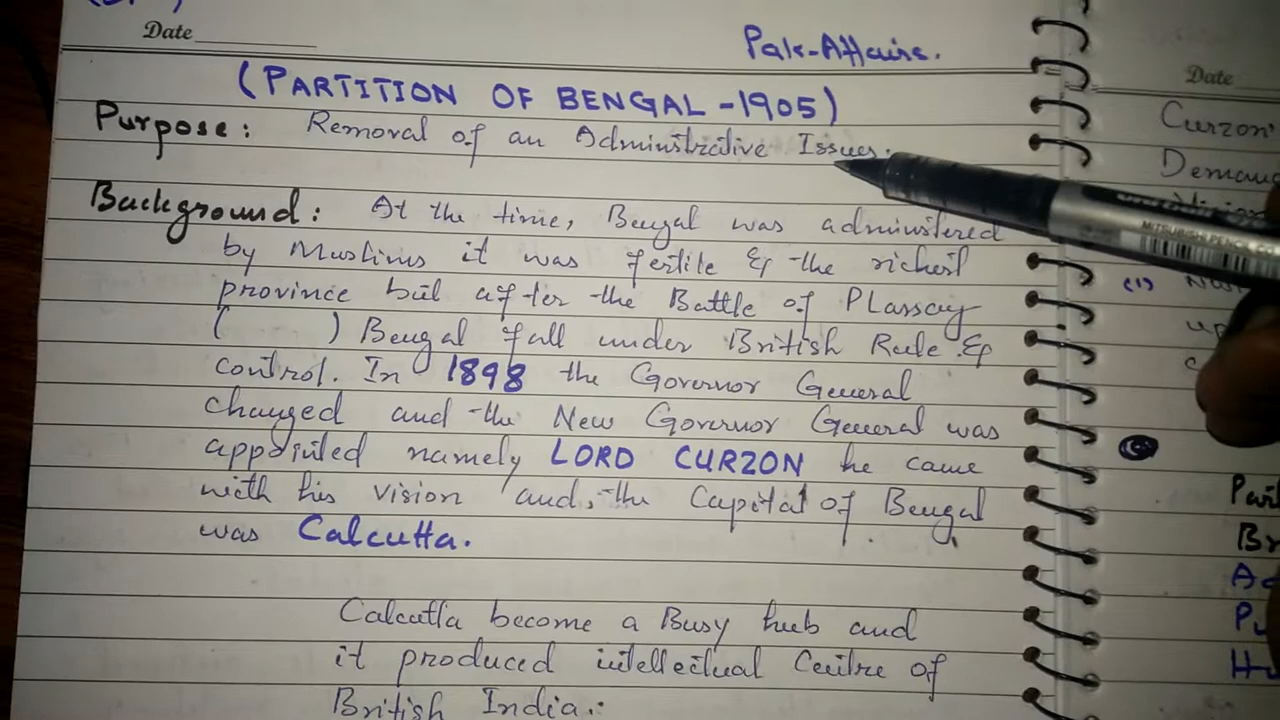 Date
Pak-Affairs.
(PARTITION OF BENGAL -1905)
Purpose: Removal of an Administrative Issues.
Background: At the time, Bengal was administered
by Muslims it was fertile & the richest
province but after the Battle of PLassay
( ) Bengal fall under British Rule &
control. In 1898 the Governor General
changed and the New Governor General was
appointed namely LORD CURZON he came
with his vision and, the Capital of Bengal
was Calcutta.
Calcutta become a Busy hub and
it produced intellectual Centre of
British India.:
Date
Curzon'
(1)
Br